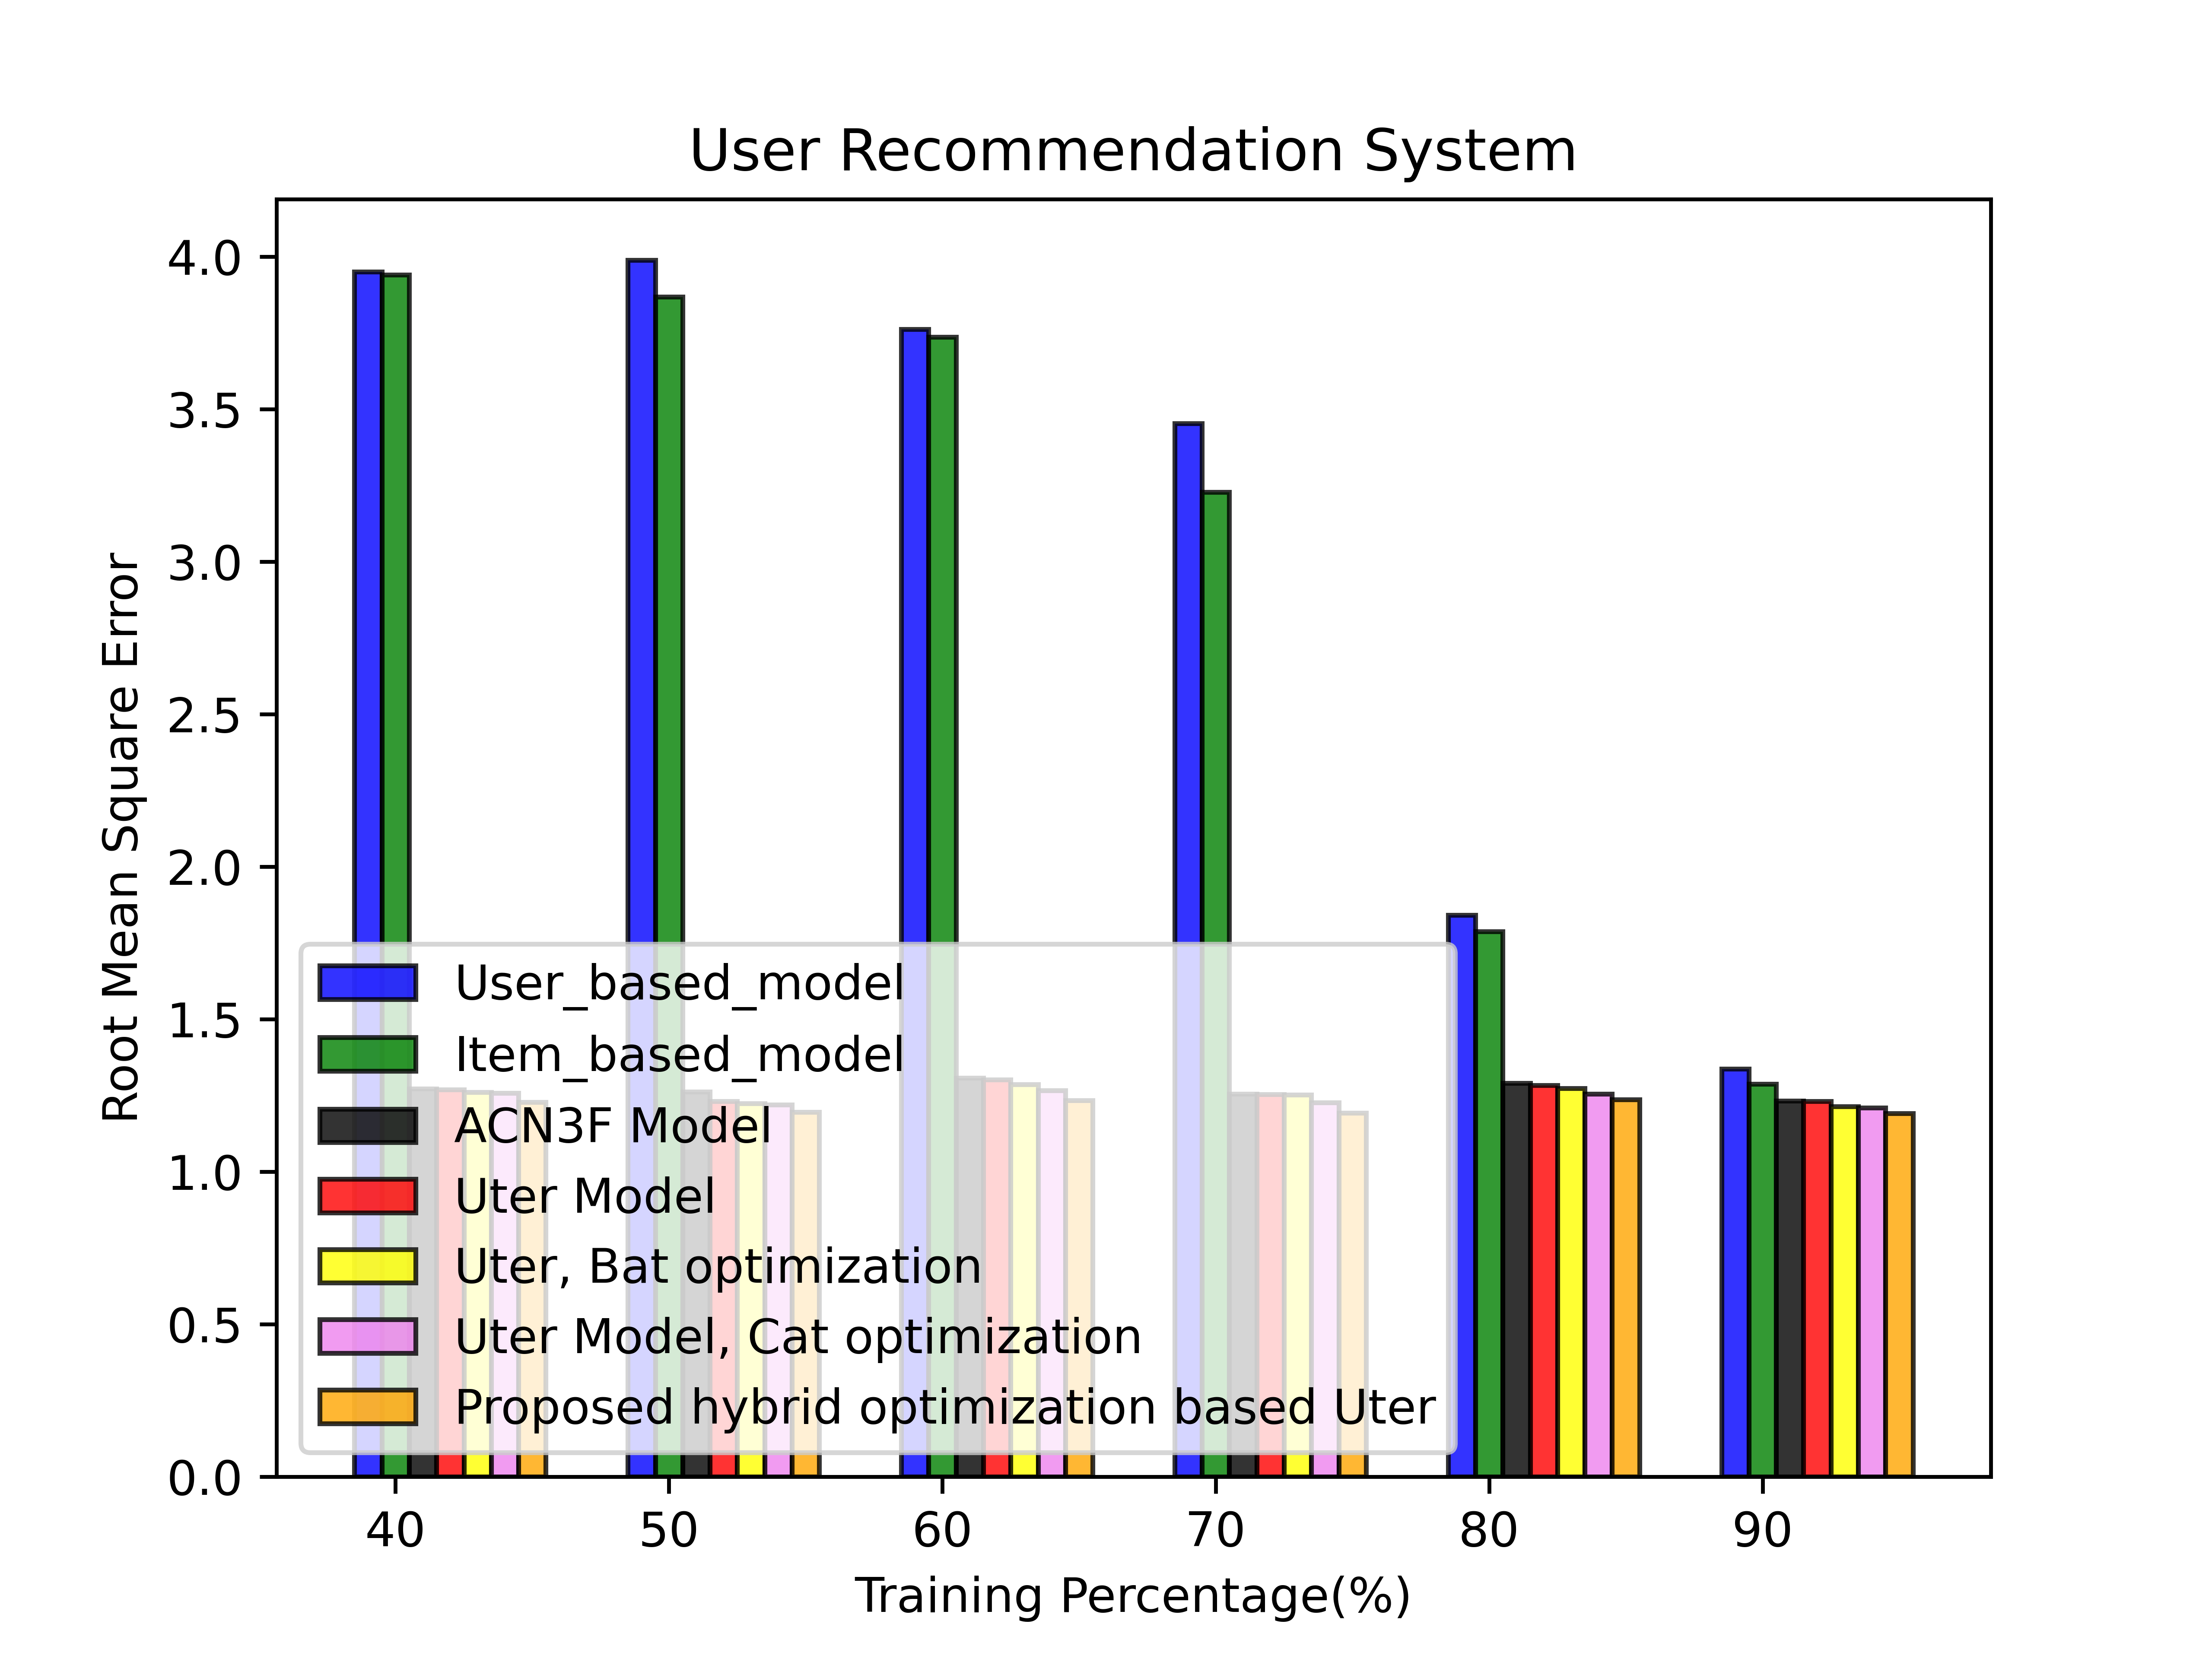 User Recommendation System
Root Mean Square Error
4.0
3.5
3.0
2.5
2.0
1.5
1.0
0.5
0.0
User_based_model
Item_based_model
ACN3F Model
Uter Model
Uter, Bat optimization
Uter Model, Cat optimization
Proposed hybrid optimization based Uter
40 50 60 70 80 90
Training Percentage(%)